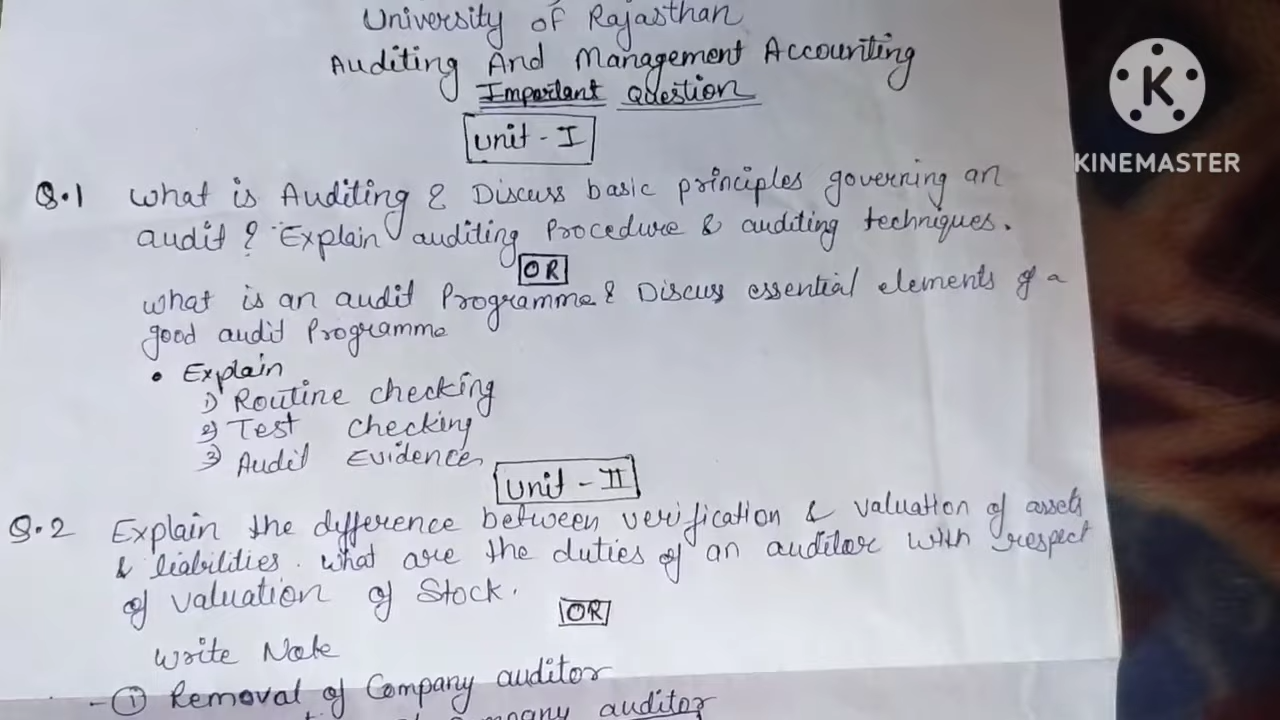 University of Rajasthan
Auditing And Management Accounting
Important Question
Unit - I
Q.1 What is Auditing & Discuss basic principles governing an
audit? Explain auditing Procedure & auditing techniques.
OR
What is an audit Programme & Discuss essential elements of a
good audit Programme
• Explain
1) Routine checking
2) Test checking
3) Audit Evidence
Unit - II
Q.2 Explain the difference between verification & valuation of assets
& liabilities. What are the duties of an auditor with respect
of valuation of Stock.
OR
Write Note
- ① Removal of Company auditor
auditor
K
KINEMASTER